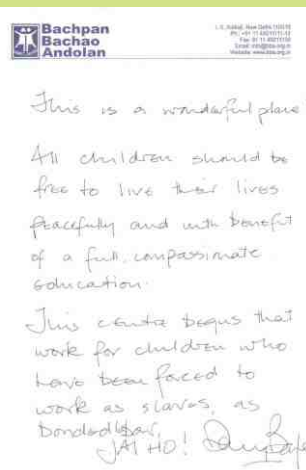 Bachpan
Bachao
Andolan
This is a wonderful place
All children should be
free to live their lives
peacefully and with benefit
of a full, compassionate
education.
This centre begins that
work for children who
have been forced to
work as slaves, as
JAI HO!